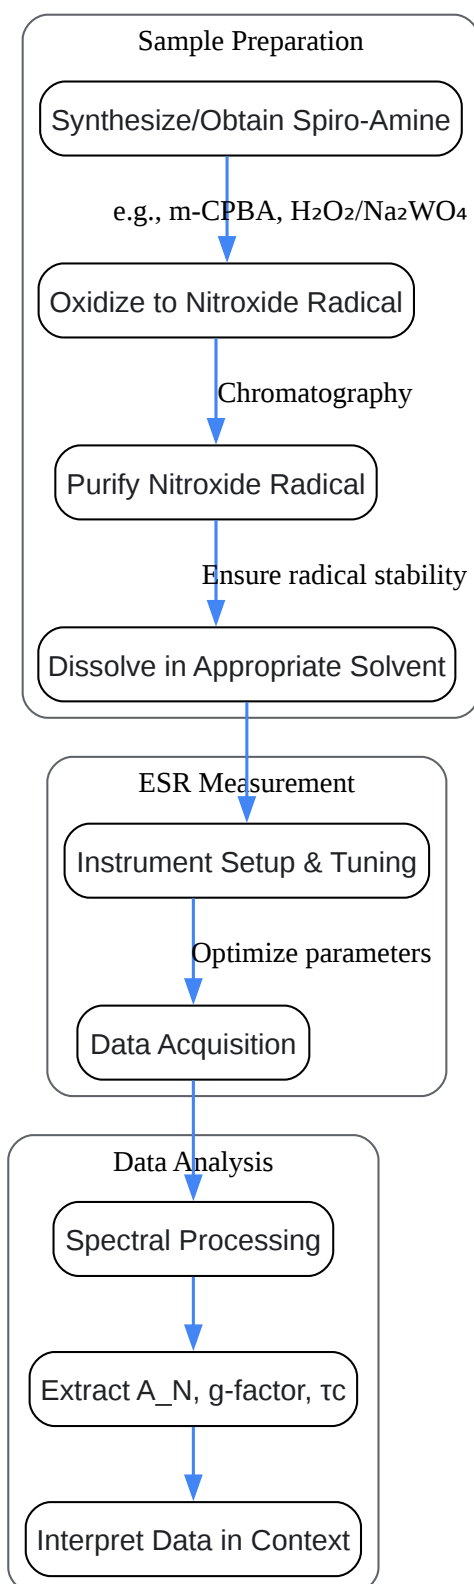 Sample Preparation
Synthesize/Obtain Spiro-Amine
e.g., m-CPBA, H₂O₂/Na₂WO₄
Oxidize to Nitroxide Radical
Chromatography
Purify Nitroxide Radical
Ensure radical stability
Dissolve in Appropriate Solvent
ESR Measurement
Instrument Setup & Tuning
Optimize parameters
Data Acquisition
Data Analysis
Spectral Processing
Extract A_N, g-factor, τc
Interpret Data in Context